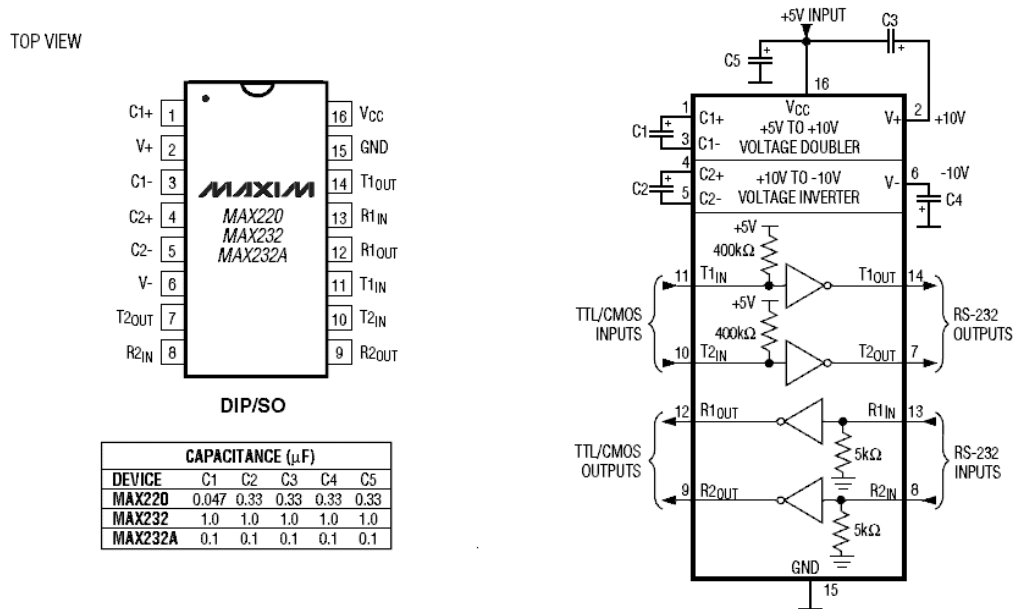 TOP VIEW
C1+ 1
V+ 2
C1- 3
C2+ 4
C2- 5
V- 6
T2OUT 7
R2IN 8
16 VCC
15 GND
14 T1OUT
13 R1IN
12 R1OUT
11 T1IN
10 T2IN
9 R2OUT
MAXIM
MAX220
MAX232
MAX232A
DIP/SO
CAPACITANCE (µF)
DEVICE C1 C2 C3 C4 C5
MAX220 0.047 0.33 0.33 0.33 0.33
MAX232 1.0 1.0 1.0 1.0 1.0
MAX232A 0.1 0.1 0.1 0.1 0.1
+5V INPUT
C3
+
C5
+
16
VCC
1
C1+
C1
+
3
C1-
+5V TO +10V
VOLTAGE DOUBLER
V+
2
+10V
4
C2+
C2
+
5
C2-
+10V TO -10V
VOLTAGE INVERTER
V-
6
-10V
C4
+
+5V
400kΩ
11 T1IN
T1OUT 14
+5V
400kΩ
10 T2IN
T2OUT 7
TTL/CMOS
INPUTS
RS-232
OUTPUTS
12 R1OUT
R1IN 13
5kΩ
9 R2OUT
R2IN 8
5kΩ
TTL/CMOS
OUTPUTS
RS-232
INPUTS
GND
15